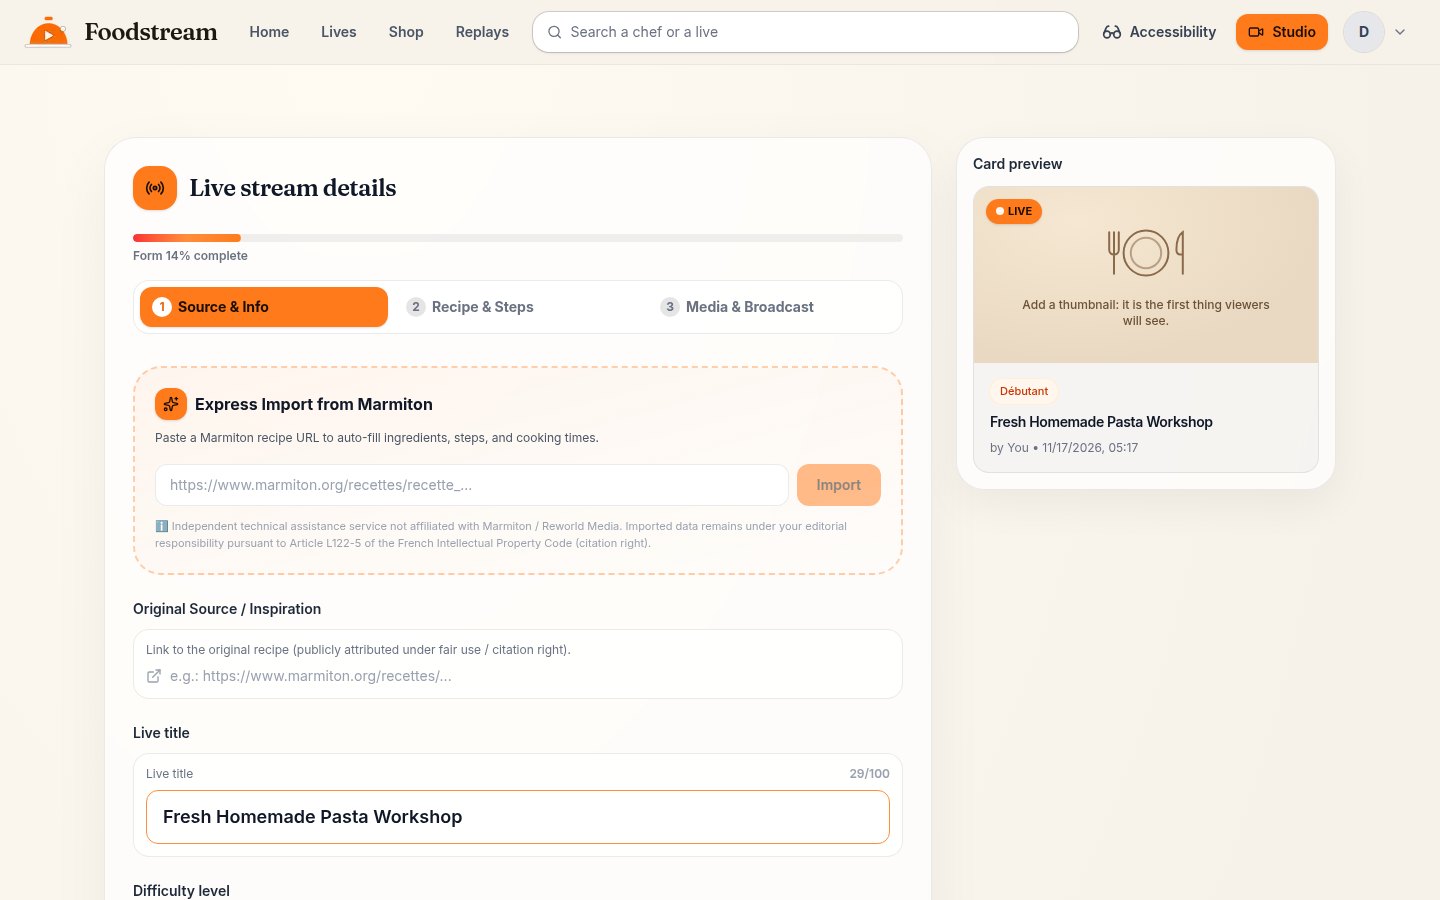 Foodstream
Home
Lives
Shop
Replays
Search a chef or a live
Accessibility
Studio
D
Live stream details
Form 14% complete
1 Source & Info
2 Recipe & Steps
3 Media & Broadcast
Express Import from Marmiton
Paste a Marmiton recipe URL to auto-fill ingredients, steps, and cooking times.
https://www.marmiton.org/recettes/recette_...
Import
ℹ️ Independent technical assistance service not affiliated with Marmiton / Reworld Media. Imported data remains under your editorial
responsibility pursuant to Article L122-5 of the French Intellectual Property Code (citation right).
Original Source / Inspiration
Link to the original recipe (publicly attributed under fair use / citation right).
e.g.: https://www.marmiton.org/recettes/...
Live title
Live title
29/100
Fresh Homemade Pasta Workshop
Difficulty level
Card preview
LIVE
Add a thumbnail: it is the first thing viewers
will see.
Débutant
Fresh Homemade Pasta Workshop
by You • 11/17/2026, 05:17